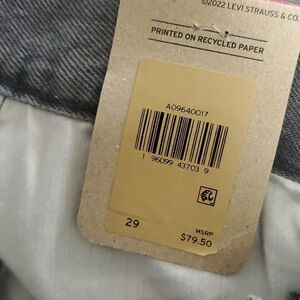 ©2022 LEVI STRAUSS & CO.
PRINTED ON RECYCLED PAPER
A09640017
1 96099 43703 9
29
MSRP
$79.50